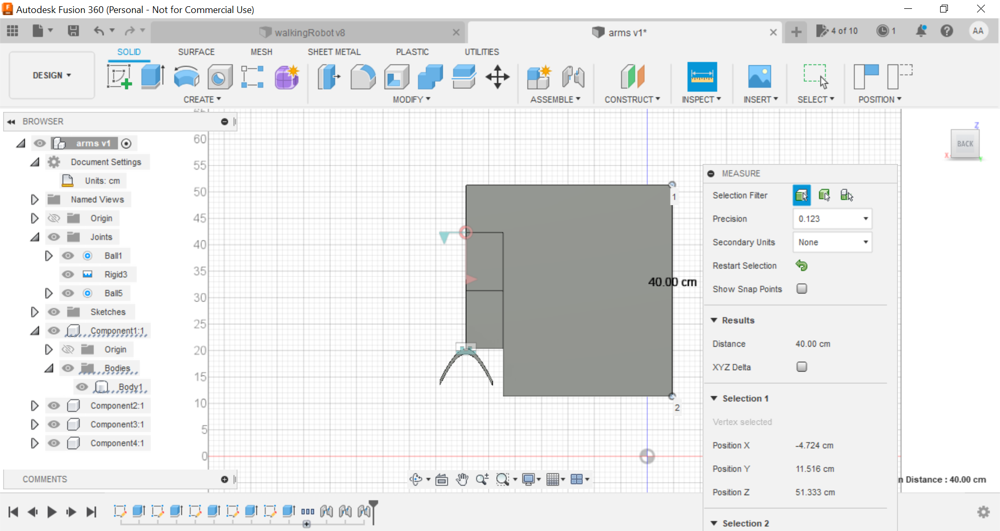 Autodesk Fusion 360 (Personal - Not for Commercial Use)
walkingRobot v8
arms v1*
4 of 10
1
AA
DESIGN
SOLID
SURFACE
MESH
SHEET METAL
PLASTIC
UTILITIES
CREATE
MODIFY
ASSEMBLE
CONSTRUCT
INSPECT
INSERT
SELECT
POSITION
BROWSER
arms v1
Document Settings
Units: cm
Named Views
Origin
Joints
Ball1
Rigid3
Ball5
Sketches
Component1:1
Origin
Bodies
Body1
Component2:1
Component3:1
Component4:1
COMMENTS
60
55
50
45
40
35
30
25
20
15
10
5
0
1
40.00 cm
2
Z
BACK
X
MEASURE
Selection Filter
Precision 0.123
Secondary Units None
Restart Selection
Show Snap Points
Results
Distance 40.00 cm
XYZ Delta
Selection 1
Vertex selected
Position X -4.724 cm
Position Y 11.516 cm
Position Z 51.333 cm
Selection 2
n Distance : 40.00 cm